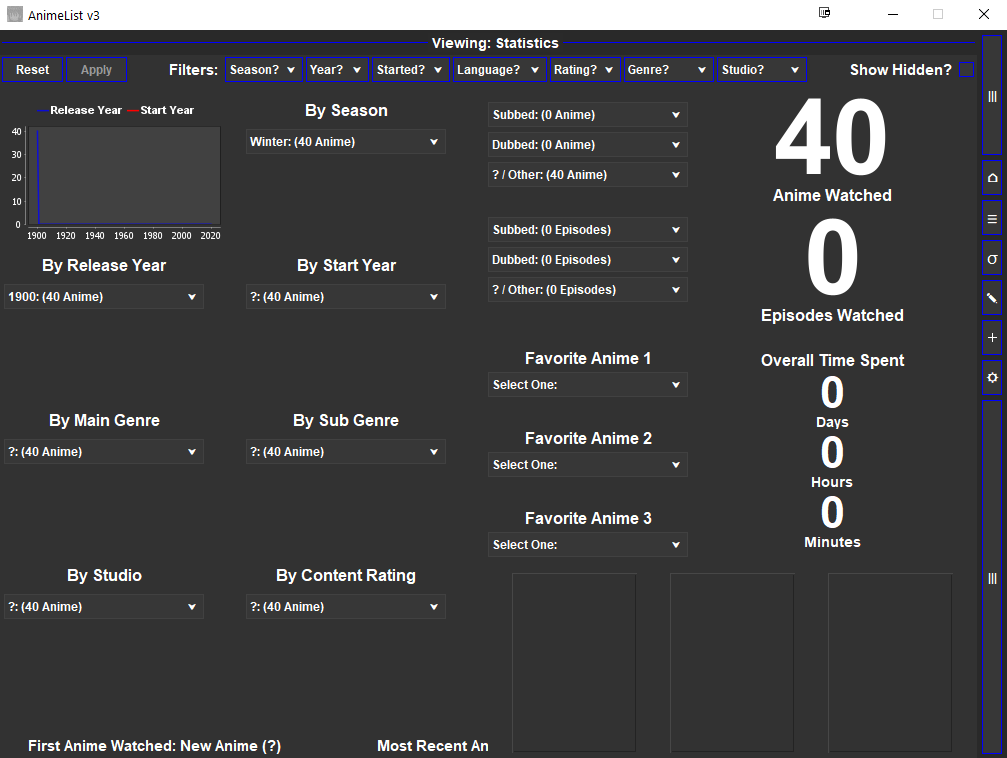 AnimeList v3
Viewing: Statistics
Reset
Apply
Filters:
Season?
Year?
Started?
Language?
Rating?
Genre?
Studio?
Show Hidden?
Release Year
Start Year
40
30
20
10
0
1900 1920 1940 1960 1980 2000 2020
By Season
Winter: (40 Anime)
By Release Year
1900: (40 Anime)
By Start Year
?: (40 Anime)
By Main Genre
?: (40 Anime)
By Sub Genre
?: (40 Anime)
By Studio
?: (40 Anime)
By Content Rating
?: (40 Anime)
First Anime Watched: New Anime (?)
Most Recent An
Subbed: (0 Anime)
Dubbed: (0 Anime)
? / Other: (40 Anime)
Subbed: (0 Episodes)
Dubbed: (0 Episodes)
? / Other: (0 Episodes)
Favorite Anime 1
Select One:
Favorite Anime 2
Select One:
Favorite Anime 3
Select One:
40
Anime Watched
0
Episodes Watched
Overall Time Spent
0
Days
0
Hours
0
Minutes
σ